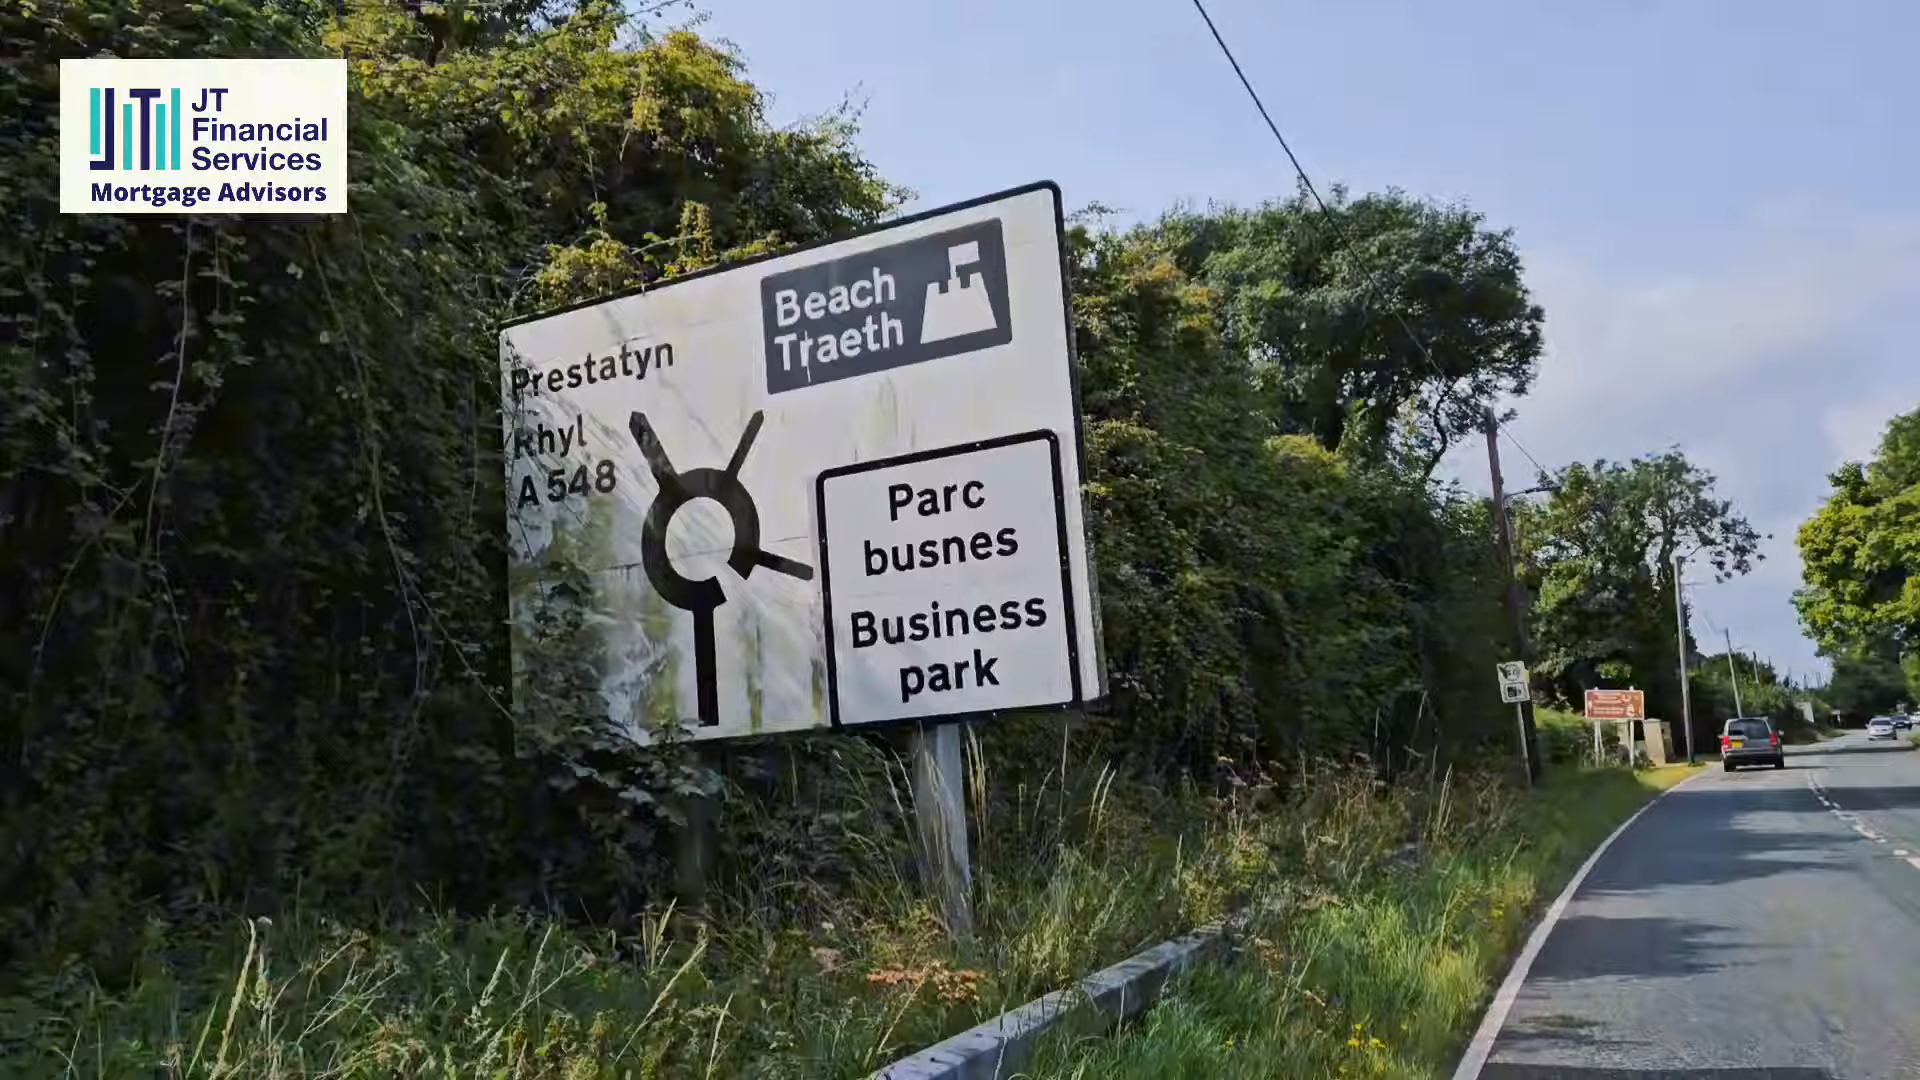 JT
Financial
Services
Mortgage Advisors
Beach
Traeth
Prestatyn
Rhyl
A 548
Parc
busnes
Business
park